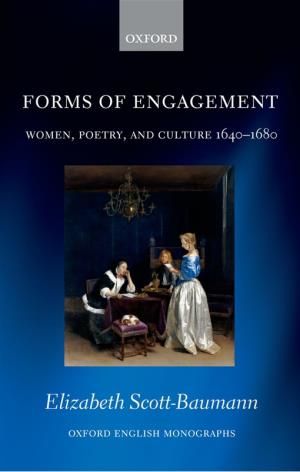 OXFORD
FORMS OF ENGAGEMENT
WOMEN, POETRY, AND CULTURE 1640–1680
Elizabeth Scott-Baumann
OXFORD ENGLISH MONOGRAPHS